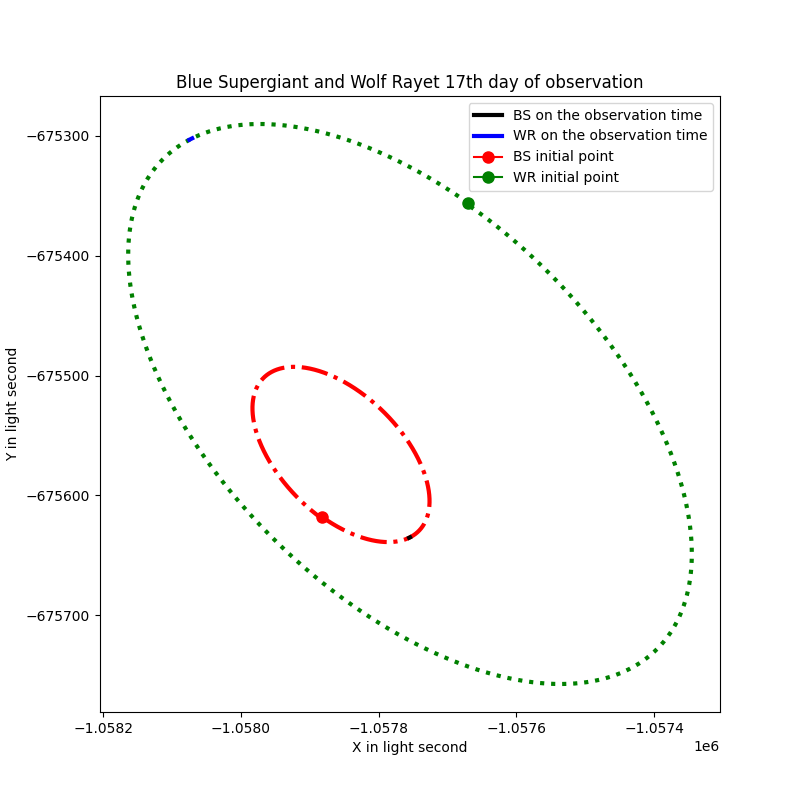 Blue Supergiant and Wolf Rayet 17th day of observation
BS on the observation time
WR on the observation time
BS initial point
WR initial point
−675300
−675400
−675500
−675600
−675700
Y in light second
−1.0582
−1.0580
−1.0578
−1.0576
−1.0574
X in light second
1e6